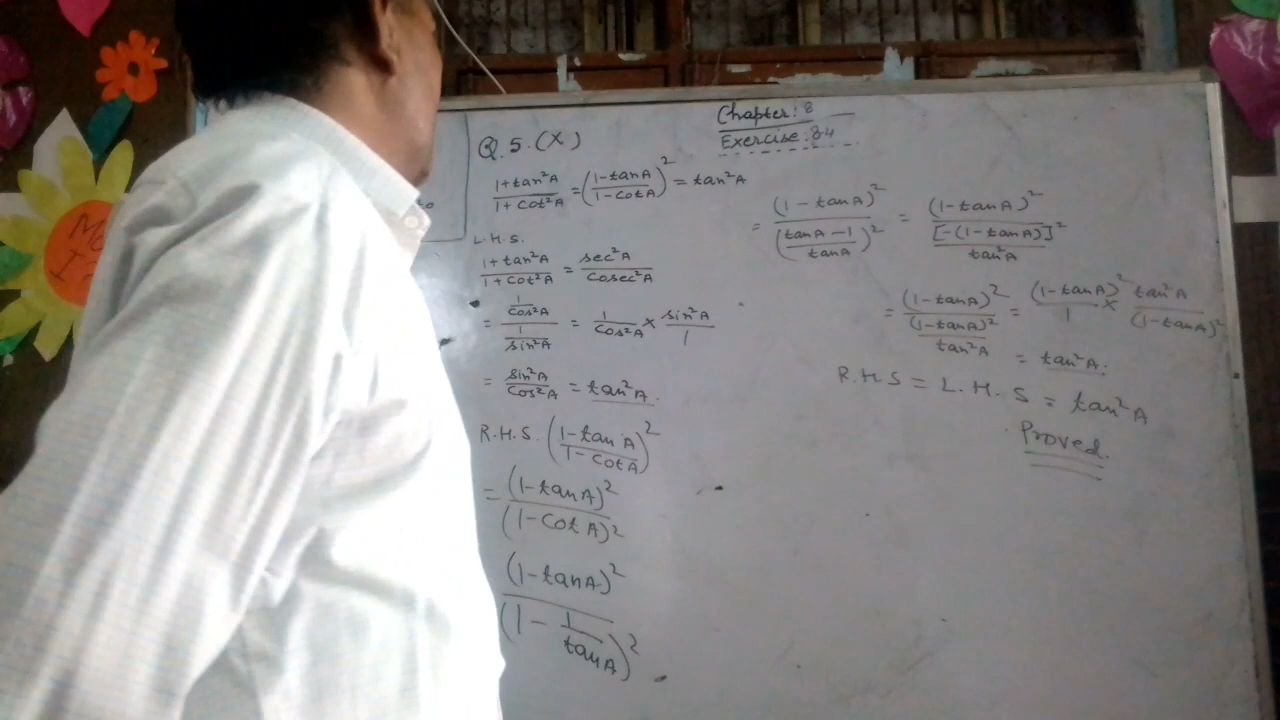 Chapter: 8
Exercise: 8.4
Q. 5. (X)
1+tan²A/1+cot²A = (1-tanA/1-cotA)² = tan²A
L.H.S.
1+tan²A/1+cot²A = sec²A/cosec²A
= (1/cos²A)/(1/sin²A) = 1/cos²A × sin²A/1
= sin²A/cos²A = tan²A.
R.H.S. (1-tanA/1-cotA)²
= (1-tanA)²/(1-cotA)²
(1-tanA)²/(1 - 1/tanA)²
= (1-tanA)²/(tanA-1/tanA)² = (1-tanA)²/([-(1-tanA)]²/tan²A)
= (1-tanA)²/((1-tanA)²/tan²A) = (1-tanA)²/1 × tan²A/(1-tanA)²
= tan²A.
R.H.S = L.H.S = tan²A
Proved.